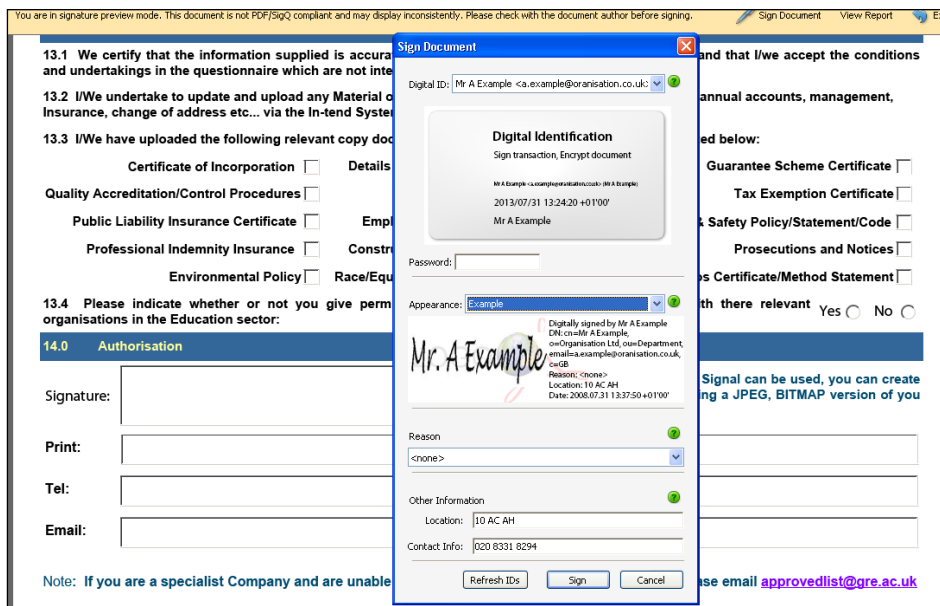 You are in signature preview mode. This document is not PDF/SigQ compliant and may display inconsistently. Please check with the document author before signing.
Sign Document
View Report
13.1 We certify that the information supplied is accura
and that I/we accept the conditions
and undertakings in the questionnaire which are not inte
13.2 I/We undertake to update and upload any Material o
annual accounts, management,
Insurance, change of address etc... via the In-tend Syste
13.3 I/We have uploaded the following relevant copy doc
ed below:
Certificate of Incorporation
Details
Guarantee Scheme Certificate
Quality Accreditation/Control Procedures
Tax Exemption Certificate
Public Liability Insurance Certificate
Empl
& Safety Policy/Statement/Code
Professional Indemnity Insurance
Constru
Prosecutions and Notices
Environmental Policy
Race/Equ
s Certificate/Method Statement
13.4 Please indicate whether or not you give perm
th there relevant
Yes
No
organisations in the Education sector:
14.0 Authorisation
Signature:
Signal can be used, you can create
ng a JPEG, BITMAP version of you
Print:
Tel:
Email:
Note: If you are a specialist Company and are unable
ase email approvedlist@gre.ac.uk
Sign Document
Digital ID:
Mr A Example <a.example@oranisation.co.uk>
Digital Identification
Sign transaction, Encrypt document
Mr A Example <a.example@oranisation.co.uk> (Mr A Example)
2013/07/31 13:24:20 +01'00'
Mr A Example
Password:
Appearance:
Example
Mr. A Example
Digitally signed by Mr A Example
DN: cn=Mr A Example,
o=Organisation Ltd, ou=Department,
email=a.example@oranisation.co.uk,
c=GB
Reason: <none>
Location: 10 AC AH
Date: 2008.07.31 13:37:50 +01'00'
Reason
<none>
Other Information
Location:
10 AC AH
Contact Info:
020 8331 8294
Refresh IDs
Sign
Cancel